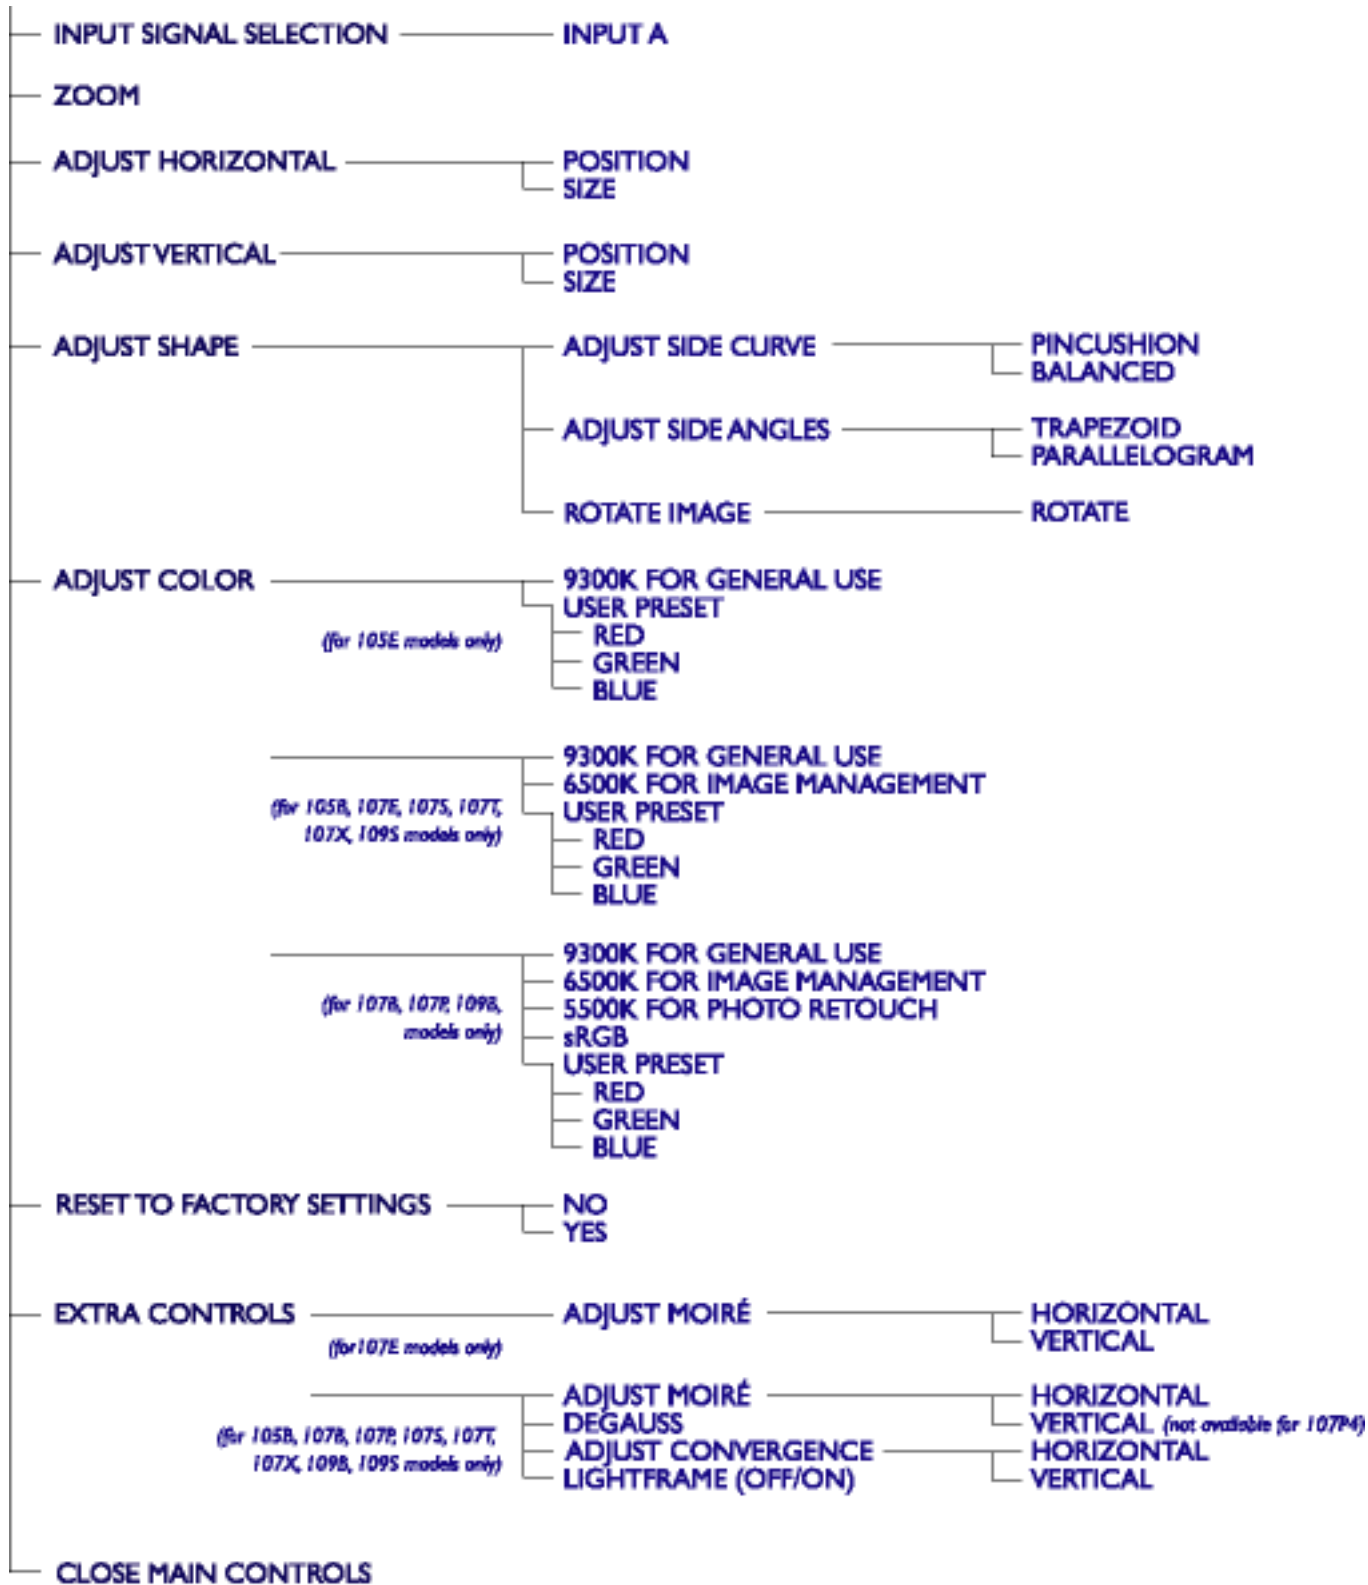 INPUT SIGNAL SELECTION INPUT A
ZOOM
ADJUST HORIZONTAL POSITION
SIZE
ADJUST VERTICAL POSITION
SIZE
ADJUST SHAPE ADJUST SIDE CURVE PINCUSHION
BALANCED
ADJUST SIDE ANGLES TRAPEZOID
PARALLELOGRAM
ROTATE IMAGE ROTATE
ADJUST COLOR 9300K FOR GENERAL USE
USER PRESET
(for 105E models only) RED
GREEN
BLUE
9300K FOR GENERAL USE
6500K FOR IMAGE MANAGEMENT
(for 105B, 107E, 107S, 107T, USER PRESET
107X, 109S models only) RED
GREEN
BLUE
9300K FOR GENERAL USE
6500K FOR IMAGE MANAGEMENT
(for 107B, 107P, 109B, 5500K FOR PHOTO RETOUCH
models only) sRGB
USER PRESET
RED
GREEN
BLUE
RESET TO FACTORY SETTINGS NO
YES
EXTRA CONTROLS ADJUST MOIRÉ HORIZONTAL
(for107E models only) VERTICAL
ADJUST MOIRÉ HORIZONTAL
DEGAUSS VERTICAL (not available for 107P4)
(for 105B, 107B, 107P, 107S, 107T, ADJUST CONVERGENCE HORIZONTAL
107X, 109B, 109S models only) LIGHTFRAME (OFF/ON) VERTICAL
CLOSE MAIN CONTROLS